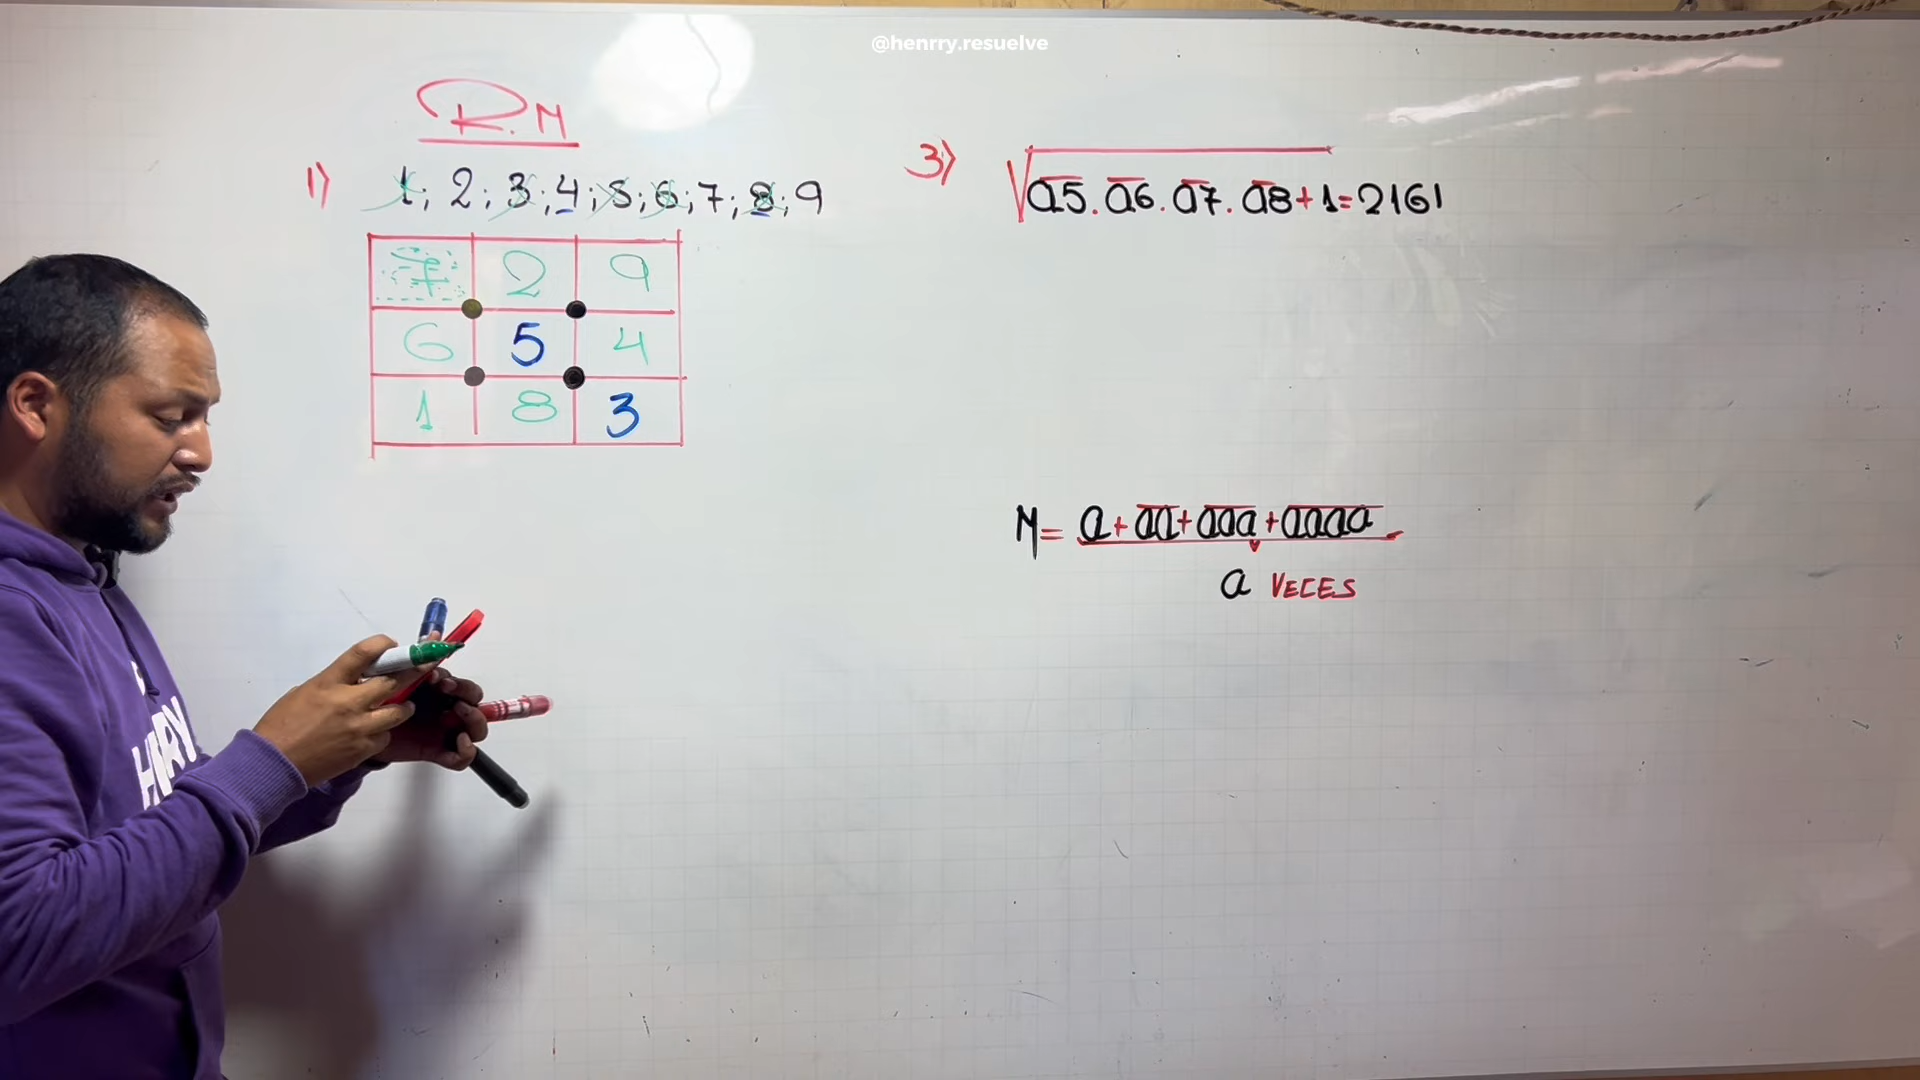 @henrry.resuelve
R.M
1) 1; 2; 3; 4; 5; 6; 7; 8; 9
7 2 9
6 5 4
1 8 3
3) √a5.a6.a7.a8+1=2161
M= a+aa+aaa+aaaa
a VECES